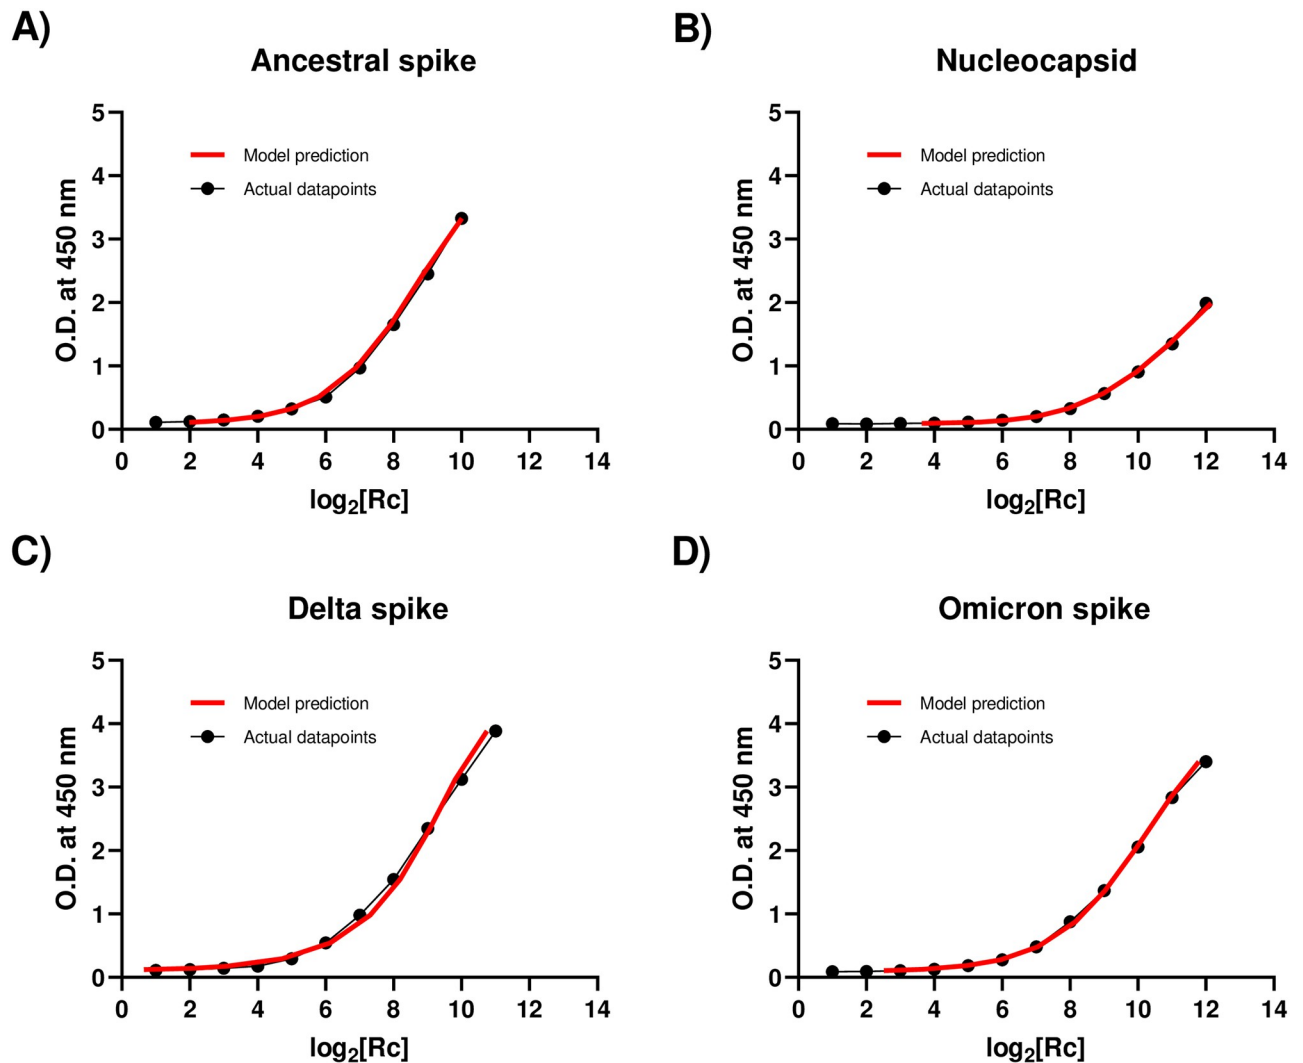 A)
Ancestral spike
O.D. at 450 nm
5
4
3
2
1
0
Model prediction
Actual datapoints
0 2 4 6 8 10 12 14
log₂[Rc]
B)
Nucleocapsid
O.D. at 450 nm
5
4
3
2
1
0
Model prediction
Actual datapoints
0 2 4 6 8 10 12 14
log₂[Rc]
C)
Delta spike
O.D. at 450 nm
5
4
3
2
1
0
Model prediction
Actual datapoints
0 2 4 6 8 10 12 14
log₂[Rc]
D)
Omicron spike
O.D. at 450 nm
5
4
3
2
1
0
Model prediction
Actual datapoints
0 2 4 6 8 10 12 14
log₂[Rc]